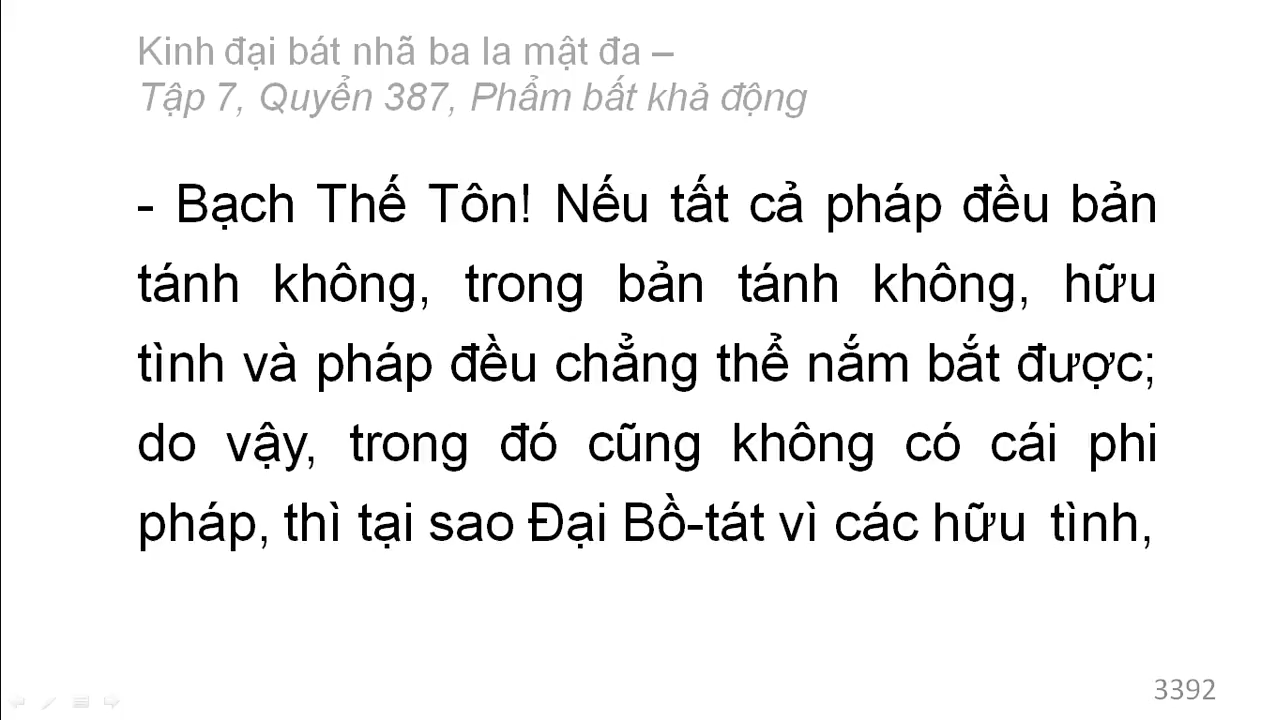 Kinh đại bát nhã ba la mật đa –
Tập 7, Quyển 387, Phẩm bất khả động
- Bạch Thế Tôn! Nếu tất cả pháp đều bản
tánh không, trong bản tánh không, hữu
tình và pháp đều chẳng thể nắm bắt được;
do vậy, trong đó cũng không có cái phi
pháp, thì tại sao Đại Bồ-tát vì các hữu tình,
3392